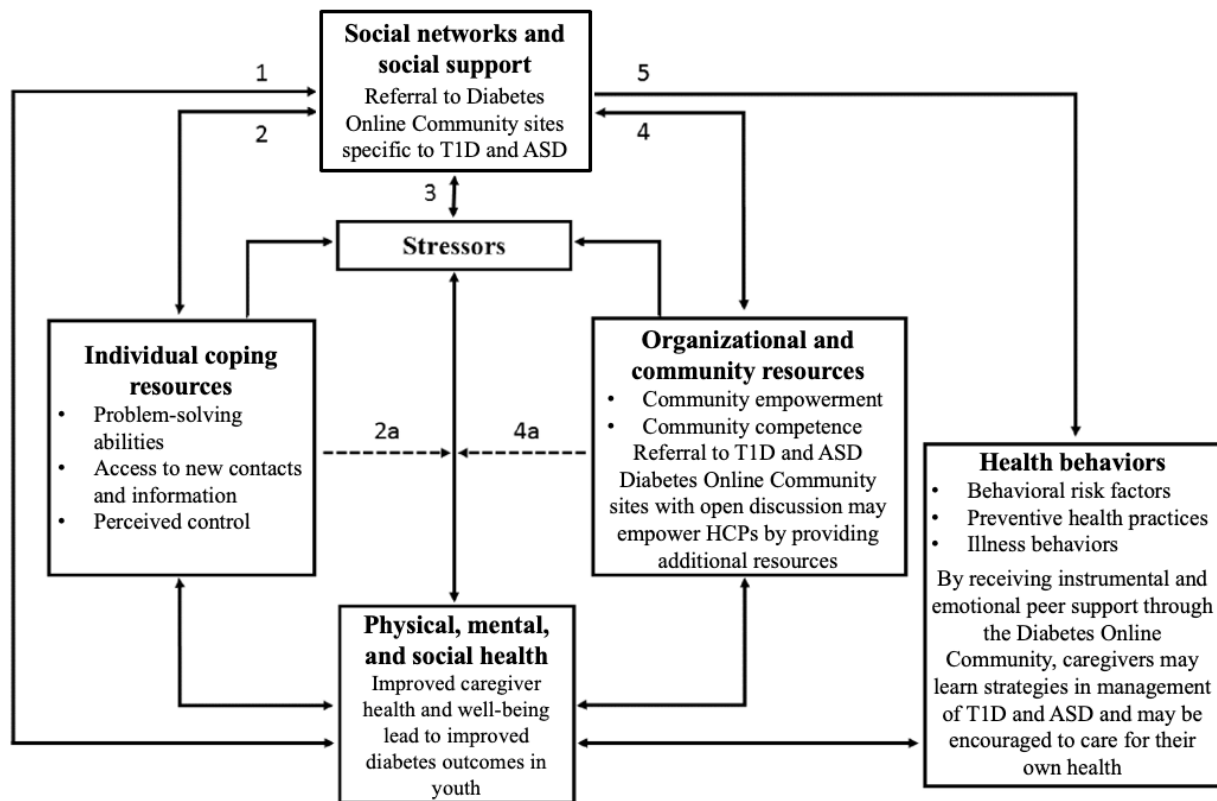 Social networks and
social support
Referral to Diabetes
Online Community sites
specific to T1D and ASD
1
2
3
4
5
Stressors
Individual coping
resources
• Problem-solving
abilities
• Access to new contacts
and information
• Perceived control
2a
4a
Organizational and
community resources
• Community empowerment
• Community competence
Referral to T1D and ASD
Diabetes Online Community
sites with open discussion may
empower HCPs by providing
additional resources
Health behaviors
• Behavioral risk factors
• Preventive health practices
• Illness behaviors
By receiving instrumental and
emotional peer support through
the Diabetes Online
Community, caregivers may
learn strategies in management
of T1D and ASD and may be
encouraged to care for their
own health
Physical, mental,
and social health
Improved caregiver
health and well-being
lead to improved
diabetes outcomes in
youth